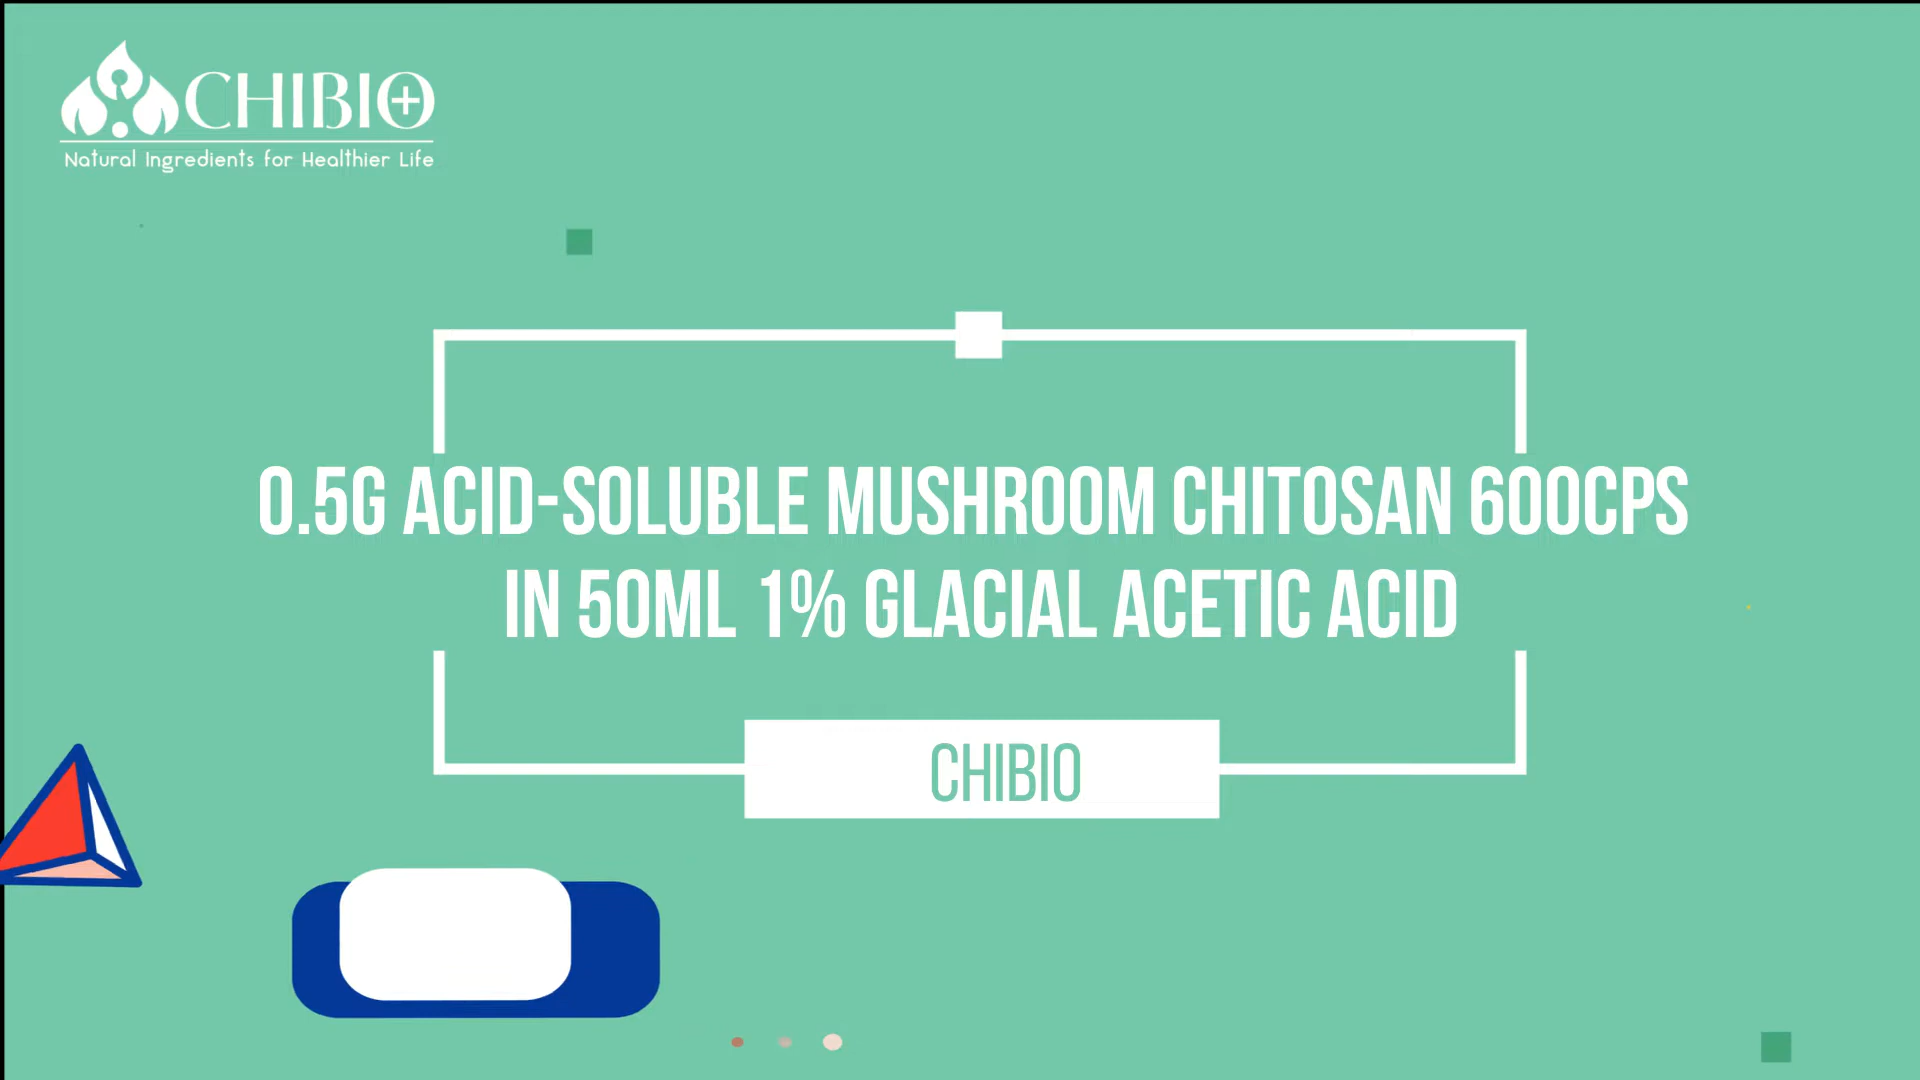 CHIBIO
Natural Ingredients for Healthier Life
0.5G ACID-SOLUBLE MUSHROOM CHITOSAN 600CPS
IN 50ML 1% GLACIAL ACETIC ACID
CHIBIO